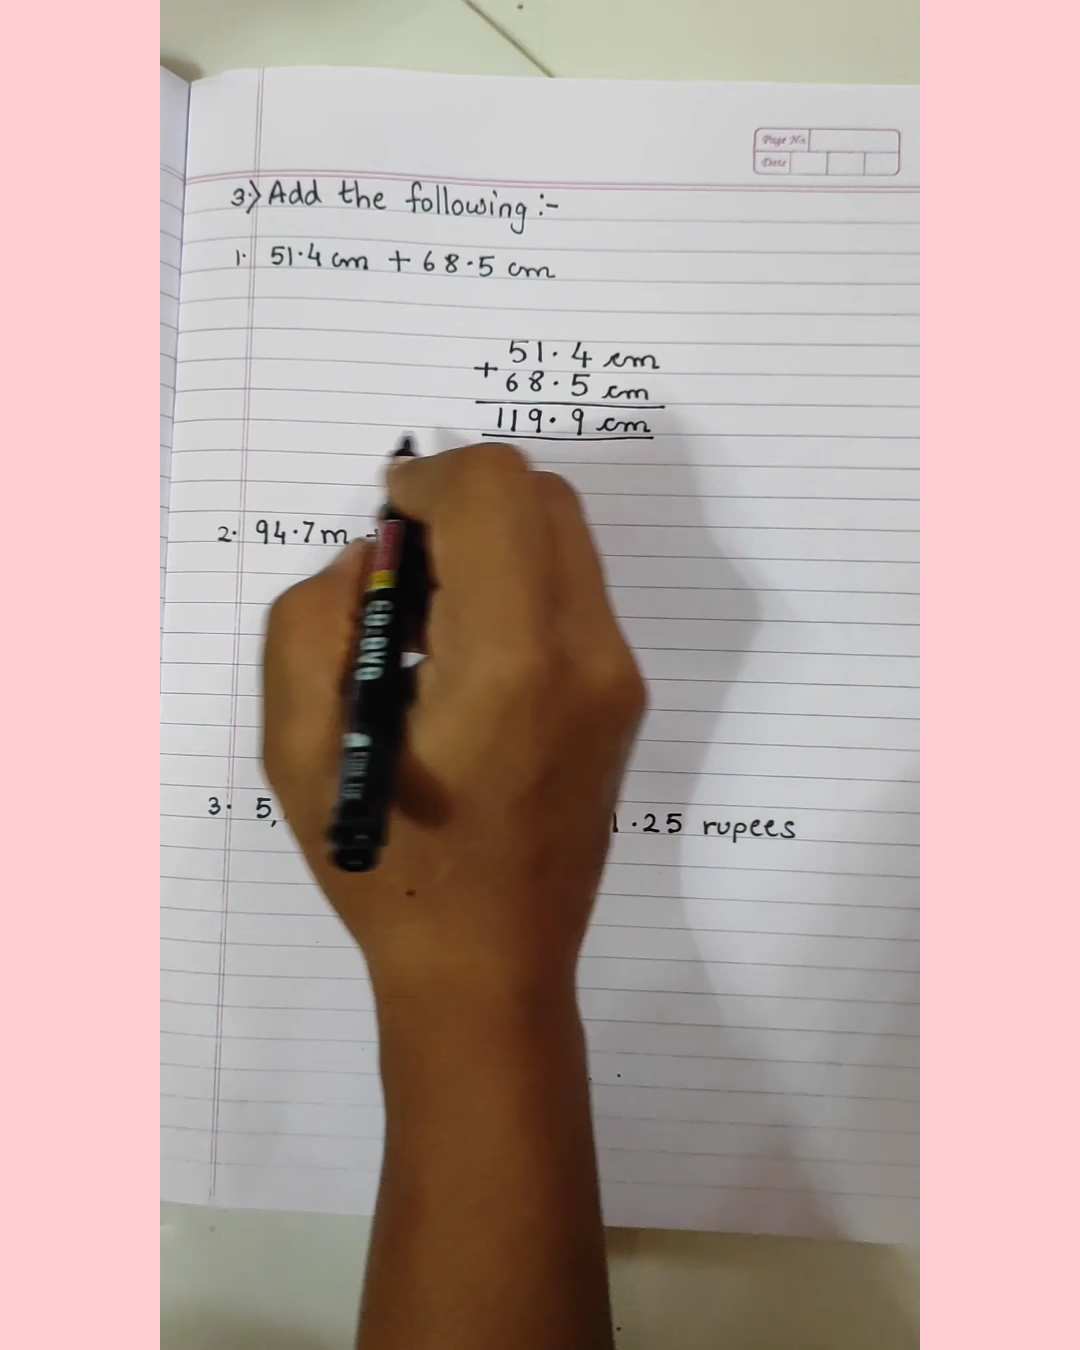 Page No.
Date
3.) Add the following :-
1. 51.4 cm + 68.5 cm
51.4 cm
+ 68.5 cm
119.9 cm
2. 94.7m +
3. 5, 1.25 rupees